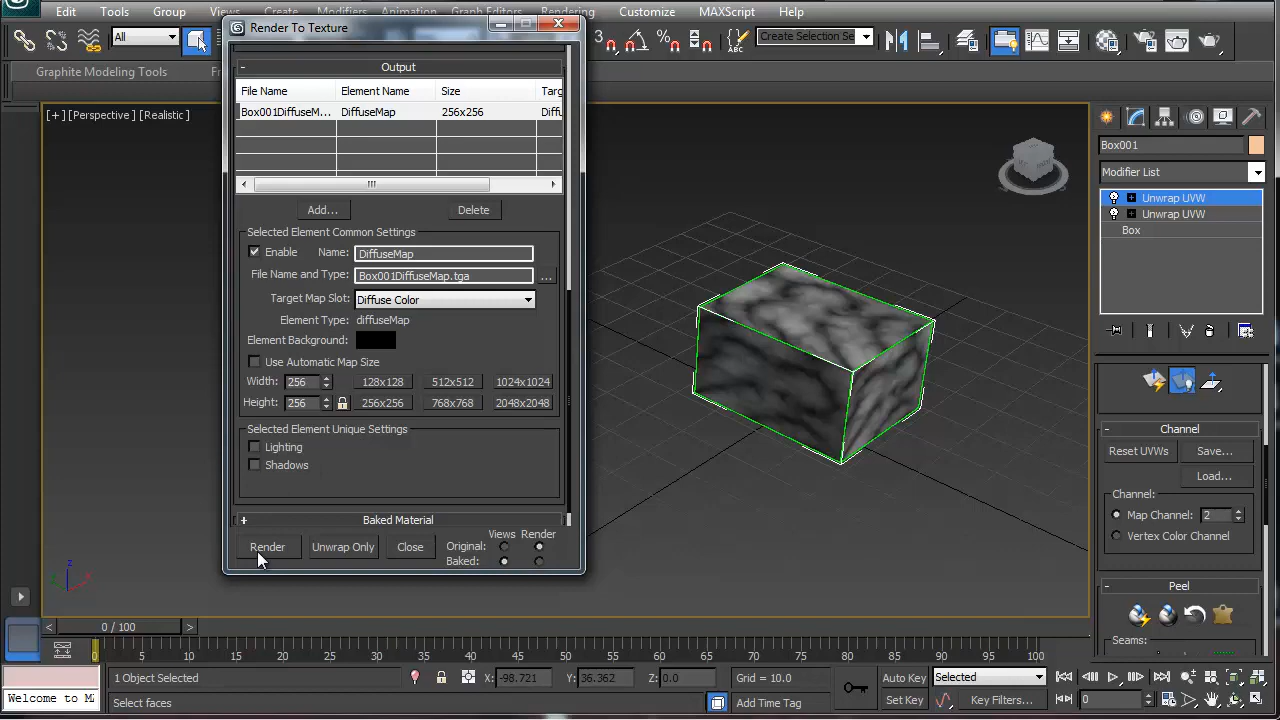 Edit Tools Group Customize MAXScript Help
Render To Texture
All
Create Selection Se
Graphite Modeling Tools
Output
File Name Element Name Size
Box001DiffuseM... DiffuseMap 256x256
Add... Delete
Selected Element Common Settings
Enable Name: DiffuseMap
File Name and Type: Box001DiffuseMap.tga ...
Target Map Slot: Diffuse Color
Element Type: diffuseMap
Element Background:
Use Automatic Map Size
Width: 256 128x128 512x512 1024x1024
Height: 256 256x256 768x768 2048x2048
Selected Element Unique Settings
Lighting
Shadows
Baked Material
Views Render
Render Unwrap Only Close Original:
Baked:
[+] [Perspective] [Realistic]
Box001
Modifier List
Unwrap UVW
Unwrap UVW
Box
Channel
Reset UVWs Save...
Load...
Channel:
Map Channel: 2
Vertex Color Channel
Peel
Seams:
0 / 100
0 5 10 15 20 25 30 35 40 45 50 55 60 65 70 75 80 85 90 95 100
1 Object Selected X: -98.721 Y: 36.362 Z: 0.0 Grid = 10.0 Auto Key Selected
Welcome to Select faces Add Time Tag Set Key Key Filters... 0